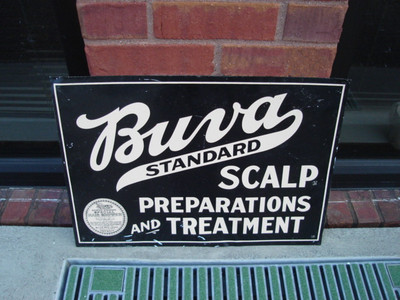 Buva
STANDARD
SCALP
PREPARATIONS
AND TREATMENT